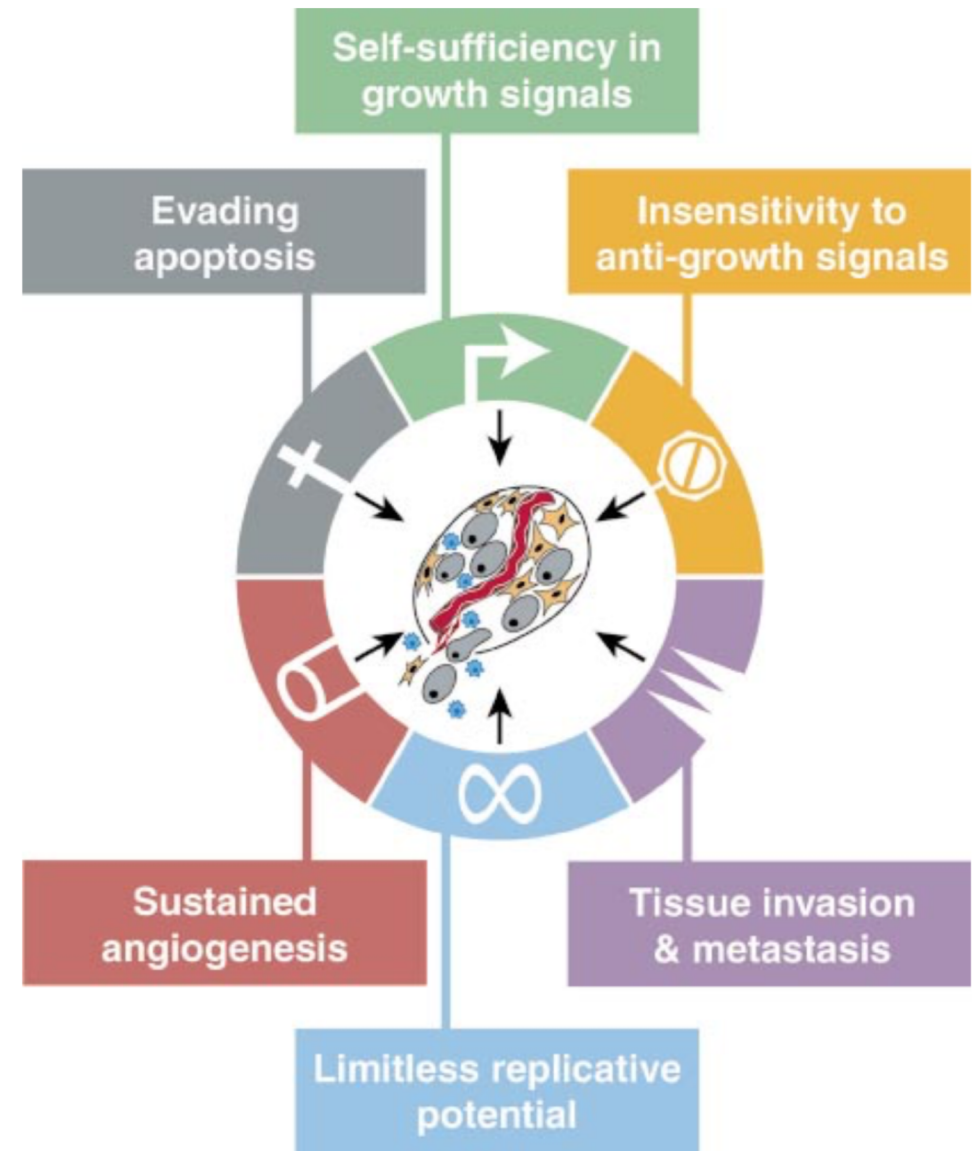 Self-sufficiency in
growth signals
Evading
apoptosis
Insensitivity to
anti-growth signals
Sustained
angiogenesis
Tissue invasion
& metastasis
Limitless replicative
potential